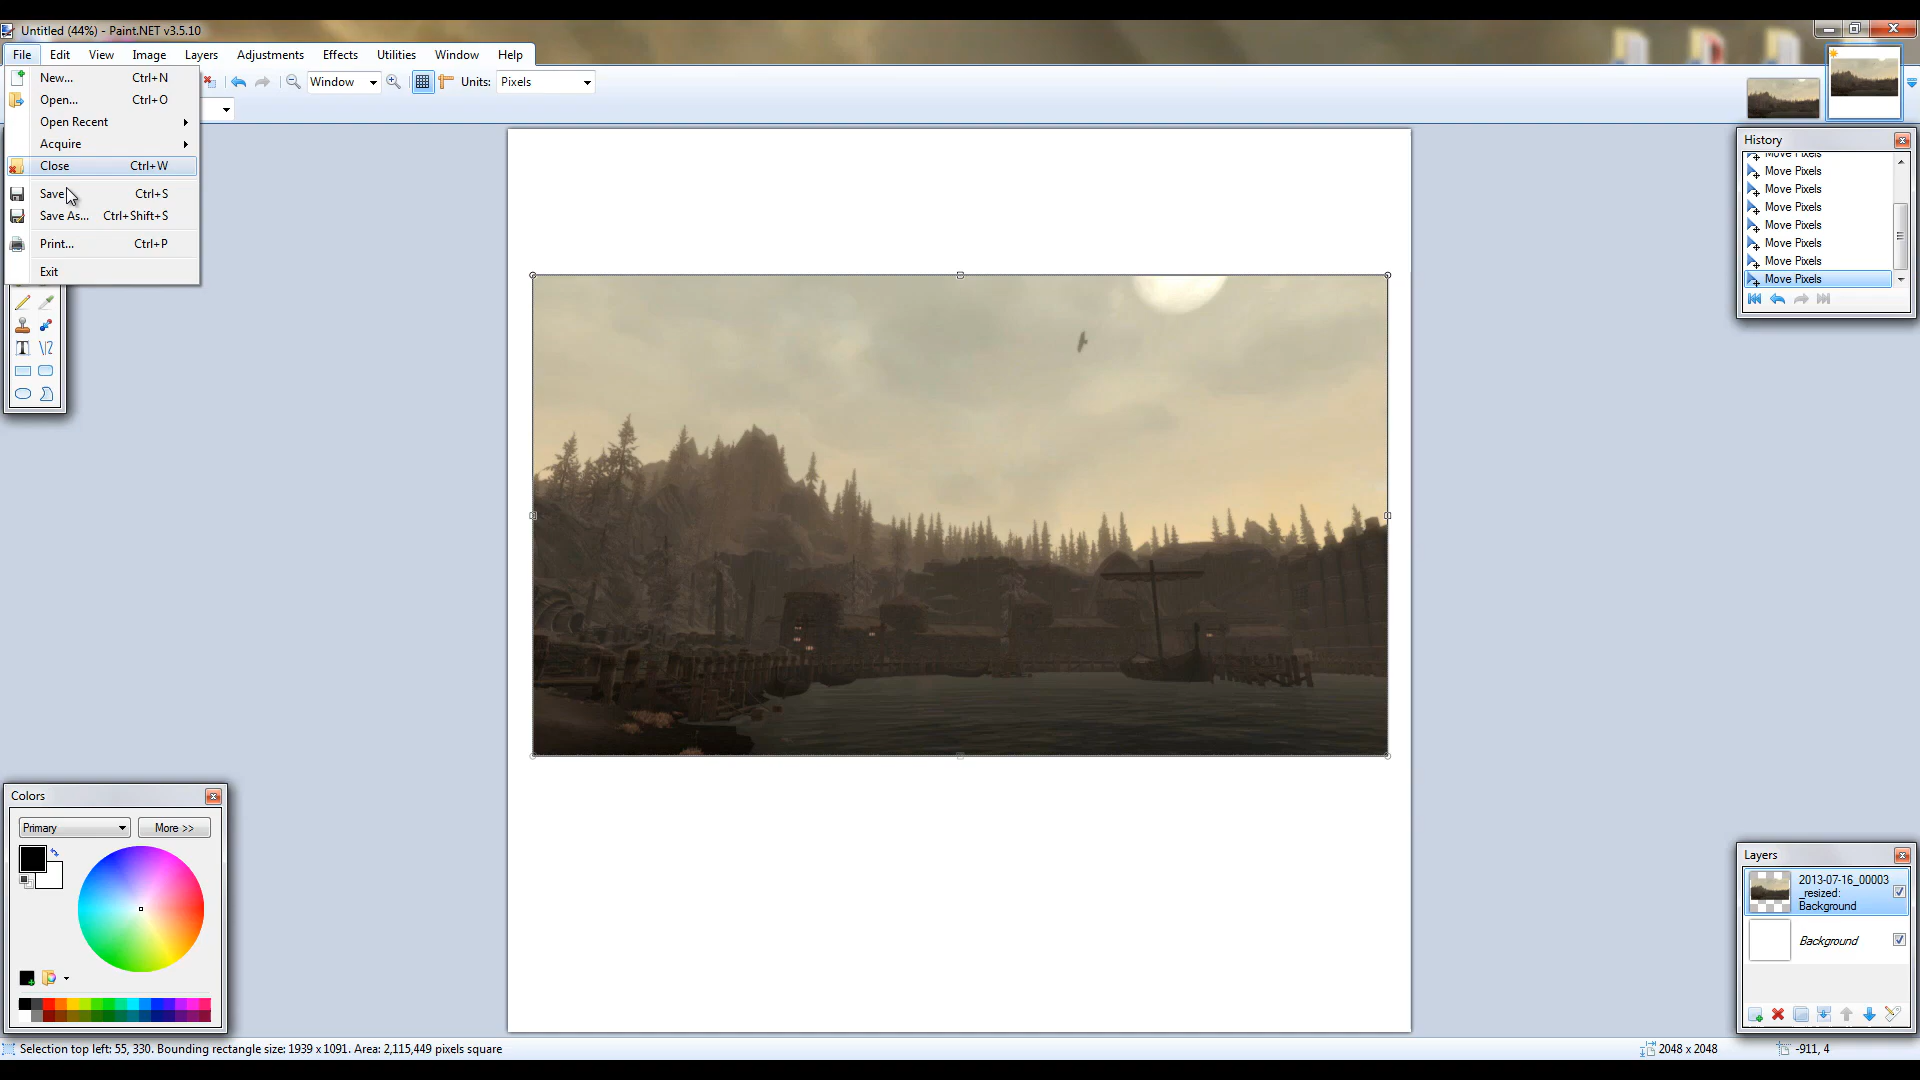 Untitled (44%) - Paint.NET v3.5.10
File Edit View Image Layers Adjustments Effects Utilities Window Help
New... Ctrl+N
Window Units: Pixels
Open... Ctrl+O
Open Recent
Acquire
Close Ctrl+W
Save Ctrl+S
Save As... Ctrl+Shift+S
Print... Ctrl+P
Exit
History
Move Pixels
Move Pixels
Move Pixels
Move Pixels
Move Pixels
Move Pixels
Move Pixels
Move Pixels
Colors
Primary More >>
Layers
2013-07-16_00003
_resized:
Background
Background
Selection top left: 55, 330. Bounding rectangle size: 1939 x 1091. Area: 2,115,449 pixels square
2048 x 2048
-911, 4